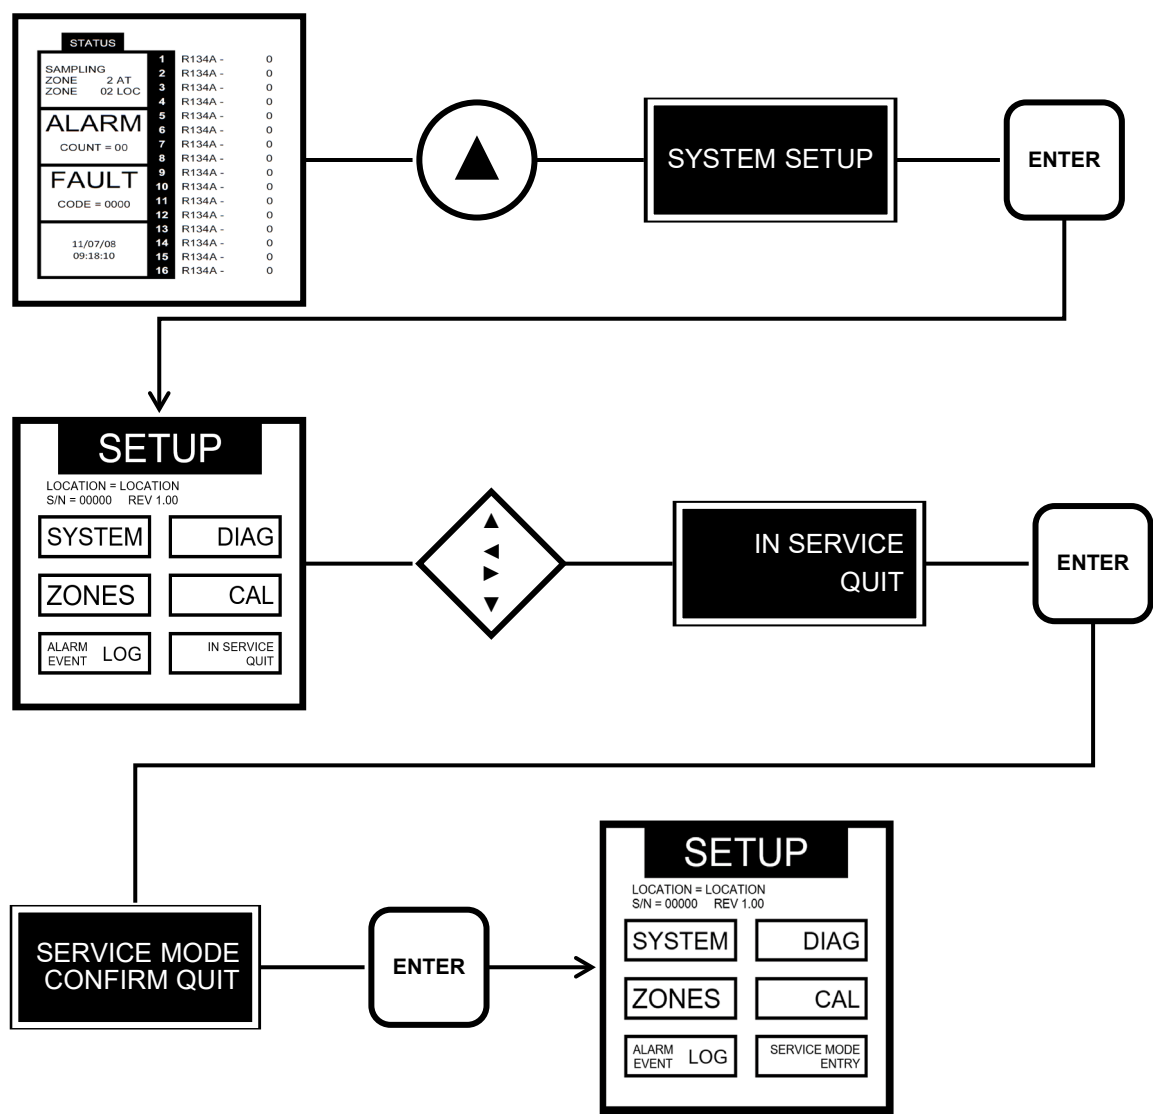 STATUS
SAMPLING
ZONE 2 AT
ZONE 02 LOC
ALARM
COUNT = 00
FAULT
CODE = 0000
11/07/08
09:18:10
1 R134A - 0
2 R134A - 0
3 R134A - 0
4 R134A - 0
5 R134A - 0
6 R134A - 0
7 R134A - 0
8 R134A - 0
9 R134A - 0
10 R134A - 0
11 R134A - 0
12 R134A - 0
13 R134A - 0
14 R134A - 0
15 R134A - 0
16 R134A - 0
SYSTEM SETUP
ENTER
SETUP
LOCATION = LOCATION
S/N = 00000 REV 1.00
SYSTEM DIAG
ZONES CAL
ALARM
EVENT LOG
IN SERVICE
QUIT
IN SERVICE
QUIT
ENTER
SERVICE MODE
CONFIRM QUIT
ENTER
SETUP
LOCATION = LOCATION
S/N = 00000 REV 1.00
SYSTEM DIAG
ZONES CAL
ALARM
EVENT LOG
SERVICE MODE
ENTRY